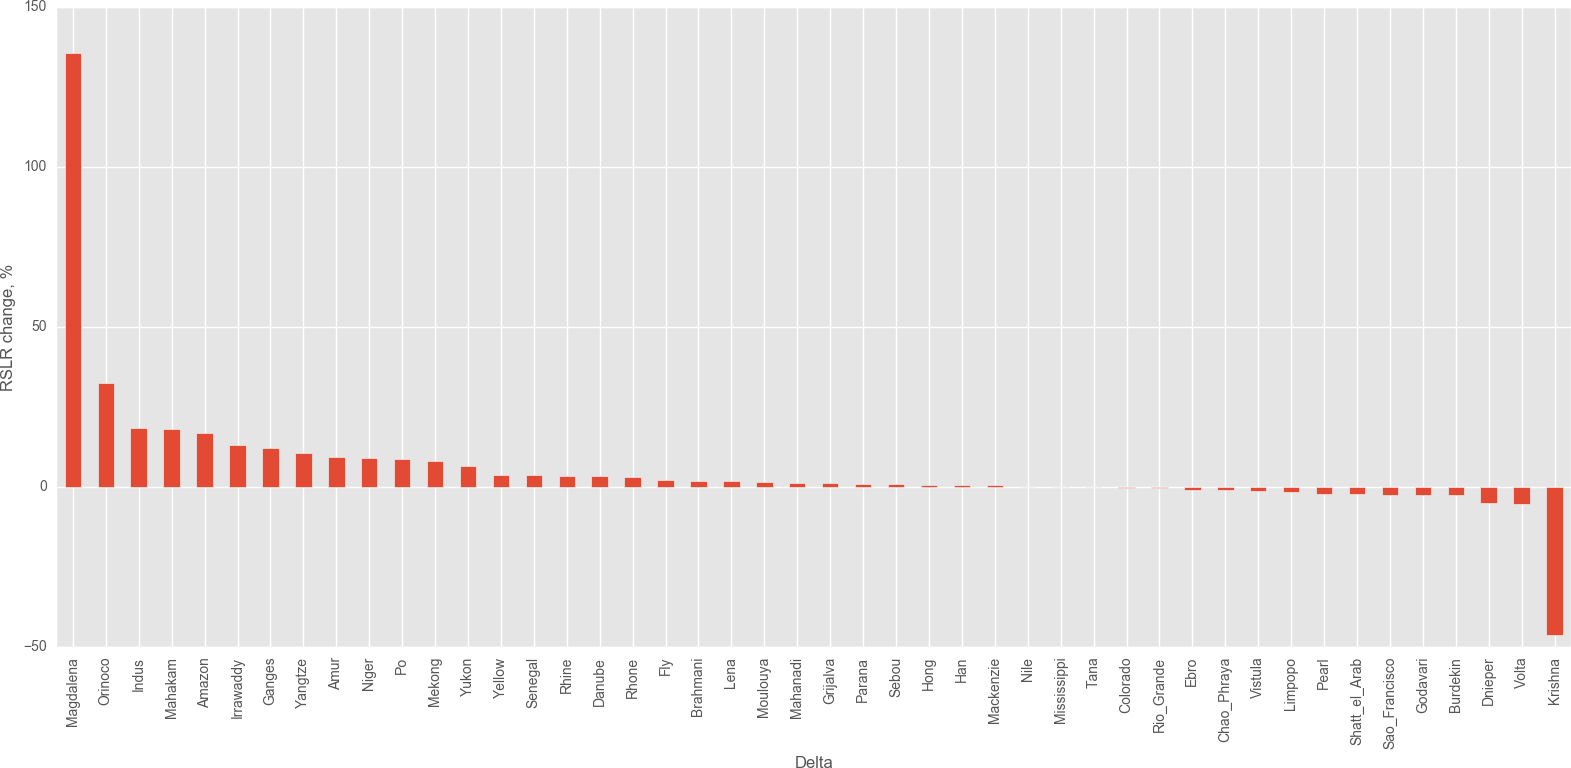 150
100
50
0
−50
RSLR change, %
Magdalena
Orinoco
Indus
Mahakam
Amazon
Irrawaddy
Ganges
Yangtze
Amur
Niger
Po
Mekong
Yukon
Yellow
Senegal
Rhine
Danube
Rhone
Fly
Brahmani
Lena
Moulouya
Mahanadi
Grijalva
Parana
Sebou
Hong
Han
Mackenzie
Nile
Mississippi
Tana
Colorado
Rio_Grande
Ebro
Chao_Phraya
Vistula
Limpopo
Pearl
Shatt_el_Arab
Sao_Francisco
Godavari
Burdekin
Dnieper
Volta
Krishna
Delta